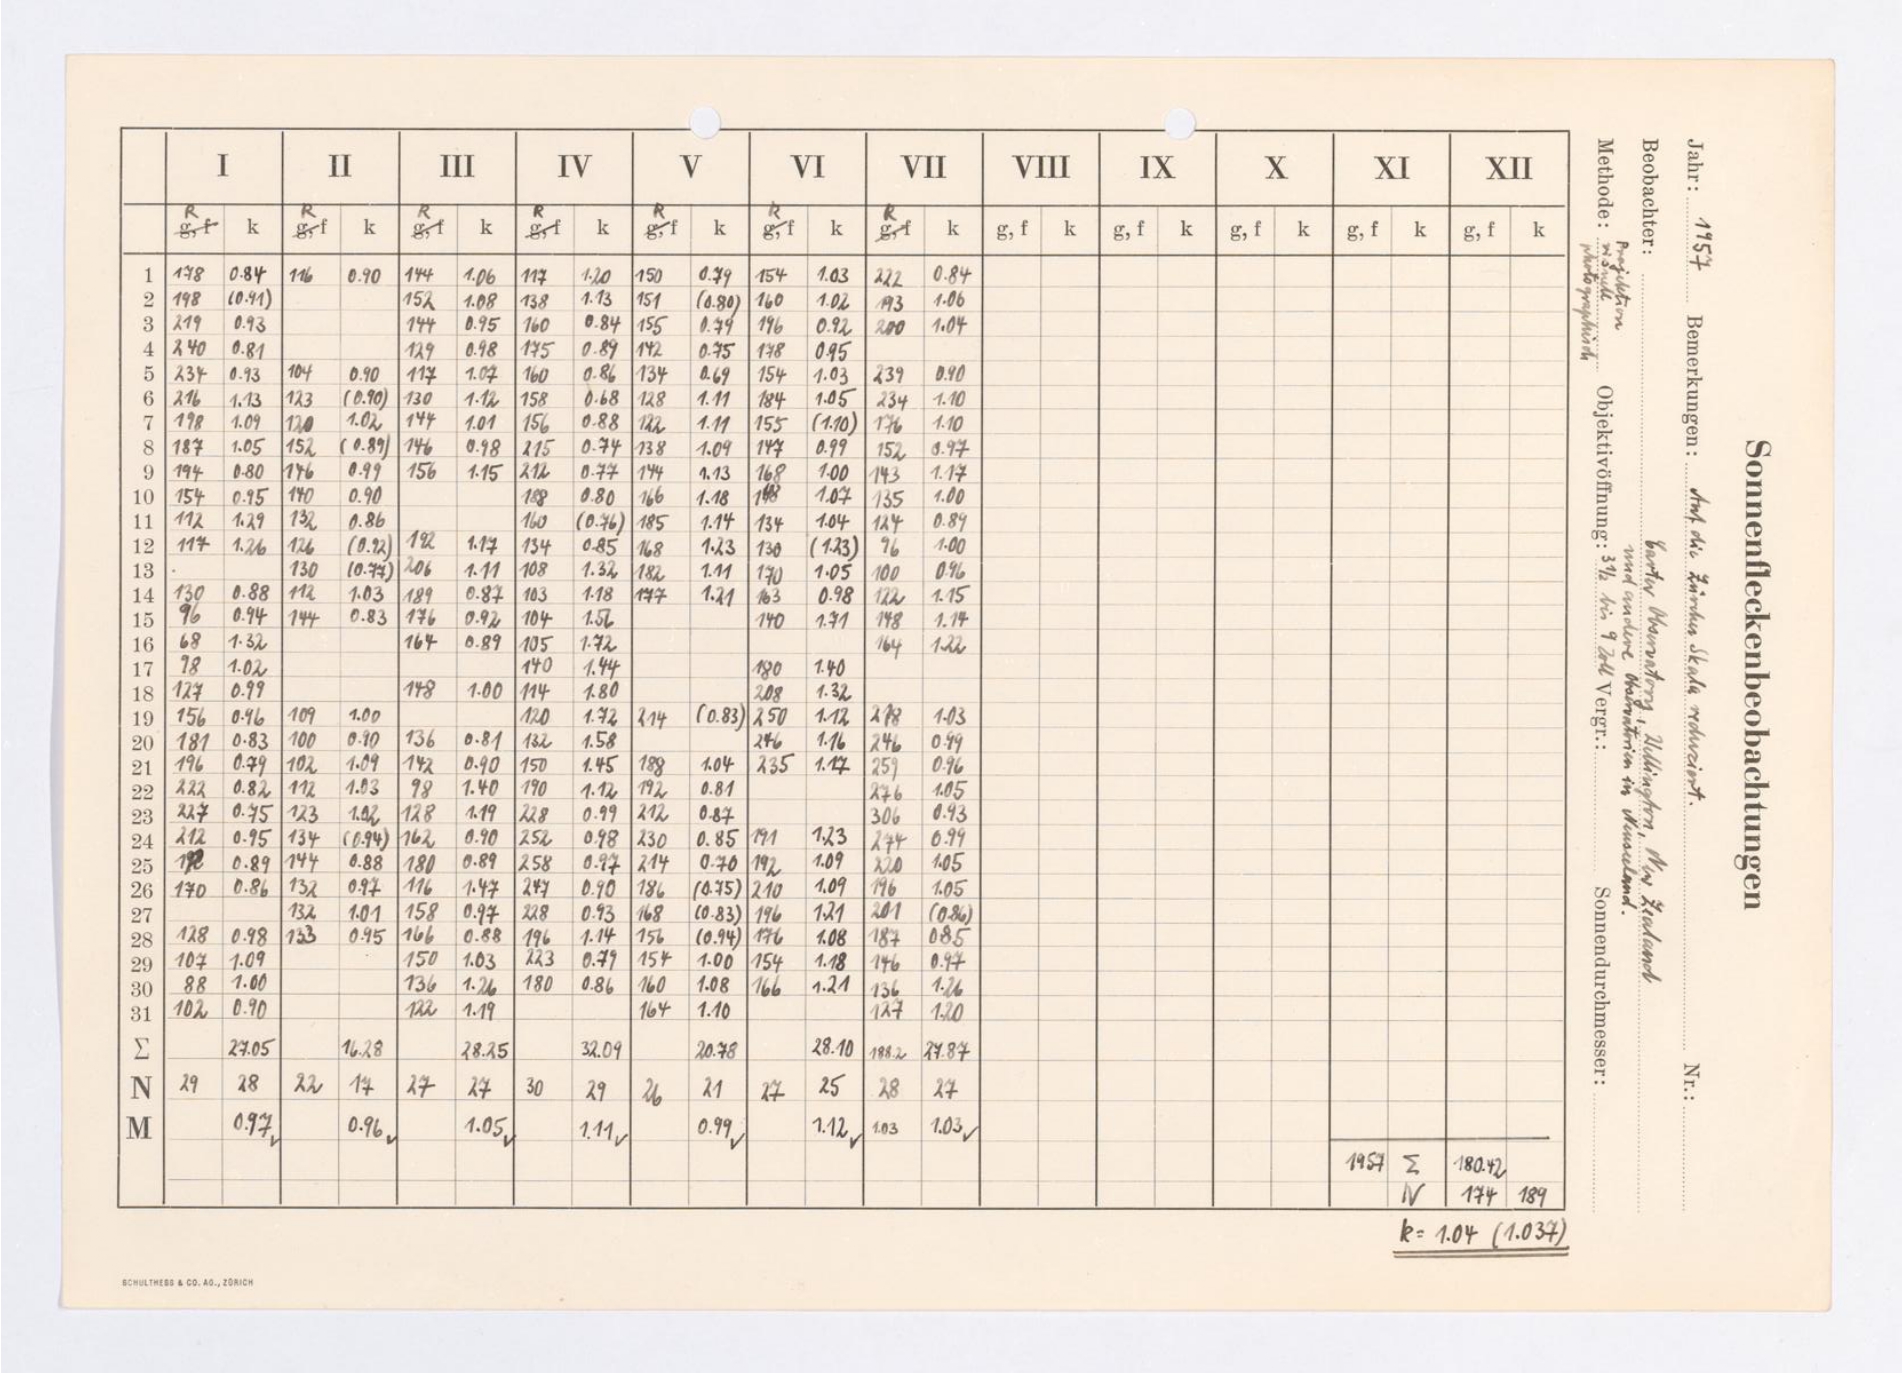 I II III IV V VI VII VIII IX X XI XII
R R R R R R R
g, f k g, f k g, f k g, f k g, f k g, f k g, f k g, f k g, f k g, f k g, f k g, f k
1 178 0.84 116 0.90 144 1.06 117 1.20 150 0.79 154 1.03 222 0.84
2 198 (0.91) 152 1.08 138 1.13 151 (0.80) 160 1.02 193 1.06
3 219 0.93 144 0.95 160 0.84 155 0.79 196 0.92 200 1.04
4 240 0.81 129 0.98 175 0.89 142 0.75 178 0.95
5 234 0.93 104 0.90 117 1.07 160 0.86 134 0.69 154 1.03 239 0.90
6 216 1.13 123 (0.90) 130 1.12 158 0.68 128 1.11 184 1.05 234 1.10
7 198 1.09 120 1.02 144 1.01 156 0.88 122 1.11 155 (1.10) 176 1.10
8 187 1.05 152 (0.89) 146 0.98 215 0.74 138 1.09 147 0.99 152 0.97
9 194 0.80 146 0.99 156 1.15 212 0.77 144 1.13 168 1.00 143 1.17
10 154 0.95 140 0.90 188 0.80 166 1.18 148 1.07 135 1.00
11 112 1.29 132 0.86 160 (0.76) 185 1.14 134 1.04 124 0.89
12 117 1.26 126 (0.92) 192 1.17 134 0.85 168 1.23 130 (1.23) 96 1.00
13 130 (0.77) 206 1.11 108 1.32 182 1.11 170 1.05 100 0.96
14 130 0.88 112 1.03 189 0.87 103 1.18 177 1.21 163 0.98 122 1.15
15 96 0.94 144 0.83 176 0.92 104 1.56 140 1.71 148 1.14
16 68 1.32 164 0.89 105 1.72 164 1.22
17 98 1.02 140 1.44 180 1.40
18 127 0.99 148 1.00 114 1.80 208 1.32
19 156 0.96 109 1.00 120 1.72 214 (0.83) 250 1.12 278 1.03
20 181 0.83 100 0.90 136 0.81 132 1.58 246 1.16 246 0.99
21 196 0.79 102 1.09 142 0.90 150 1.45 188 1.04 235 1.17 259 0.96
22 222 0.82 112 1.03 98 1.40 190 1.12 192 0.81 276 1.05
23 227 0.75 123 1.02 128 1.19 228 0.99 212 0.87 306 0.93
24 212 0.95 134 (0.94) 162 0.90 252 0.98 230 0.85 191 1.23 274 0.99
25 192 0.89 144 0.88 180 0.89 258 0.97 214 0.70 192 1.09 220 1.05
26 170 0.86 132 0.97 116 1.47 247 0.90 186 (0.75) 210 1.09 196 1.05
27 132 1.01 158 0.97 228 0.93 168 (0.83) 196 1.21 201 (0.86)
28 128 0.98 133 0.95 166 0.88 196 1.14 156 (0.94) 176 1.08 187 0.85
29 107 1.09 150 1.03 223 0.79 154 1.00 154 1.18 146 0.97
30 88 1.00 136 1.26 180 0.86 160 1.08 166 1.21 136 1.26
31 102 0.90 122 1.19 164 1.10 127 1.20
Σ 27.05 16.28 28.25 32.09 20.78 28.10 188.2 27.87
N 29 28 22 17 27 27 30 29 26 21 27 25 28 27
M 0.97 0.96 1.05 1.11 0.99 1.12 1.03 1.03
1957 Σ 180.42
N 174 189
k = 1.04 (1.037)
SCHULTHESS & CO. AG., ZÜRICH
Sonnenfleckenbeobachtungen
Jahr: 1957 Bemerkungen: Auf die Zürcher Skala reduziert. Nr.:
Beobachter: Carter Observatory, Wellington, New Zealand
und andere Observatorien in Neuseeland.
Projektion
Methode: visuelle Objektivöffnung: 3½ bis 9 Zoll Vergr.: Sonnendurchmesser:
photographisch